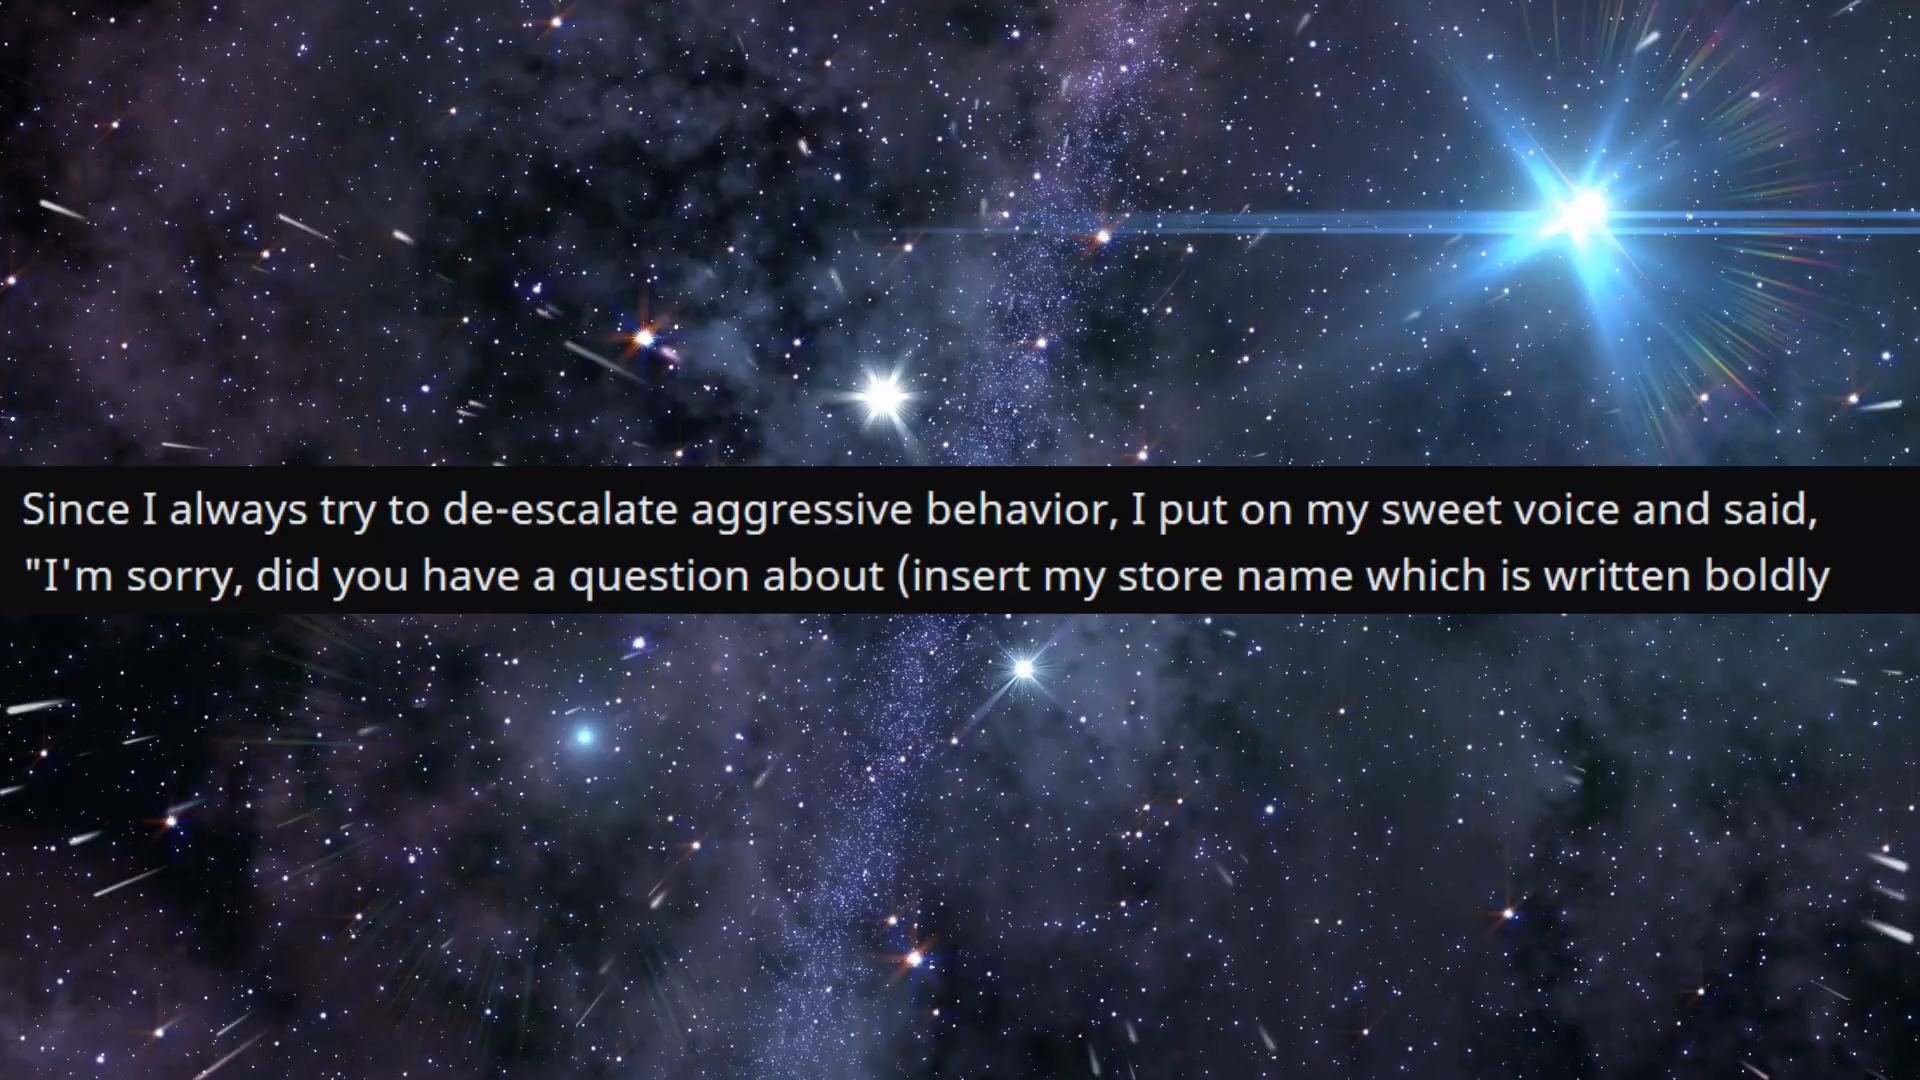 Since I always try to de-escalate aggressive behavior, I put on my sweet voice and said,
"I'm sorry, did you have a question about (insert my store name which is written boldly